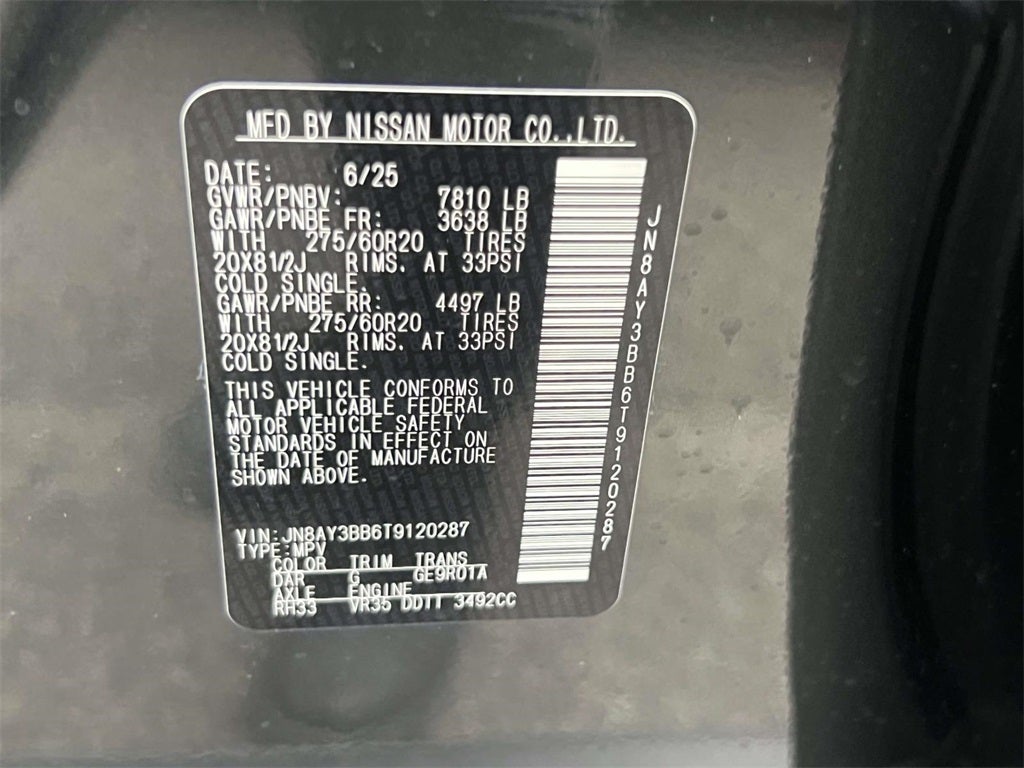 MFD BY NISSAN MOTOR CO.,LTD.
DATE: 6/25
GVWR/PNBV: 7810 LB
GAWR/PNBE FR: 3638 LB
WITH 275/60R20 TIRES
20X81/2J RIMS. AT 33PSI
COLD SINGLE.
GAWR/PNBE RR: 4497 LB
WITH 275/60R20 TIRES
20X81/2J RIMS. AT 33PSI
COLD SINGLE.
THIS VEHICLE CONFORMS TO
ALL APPLICABLE FEDERAL
MOTOR VEHICLE SAFETY
STANDARDS IN EFFECT ON
THE DATE OF MANUFACTURE
SHOWN ABOVE.
VIN:JN8AY3BB6T9120287
TYPE:MPV
COLOR TRIM TRANS
DAR G GE9R01A
AXLE ENGINE
RH33 VR35 DDTT 3492CC
JN8AY3BB6T9120287